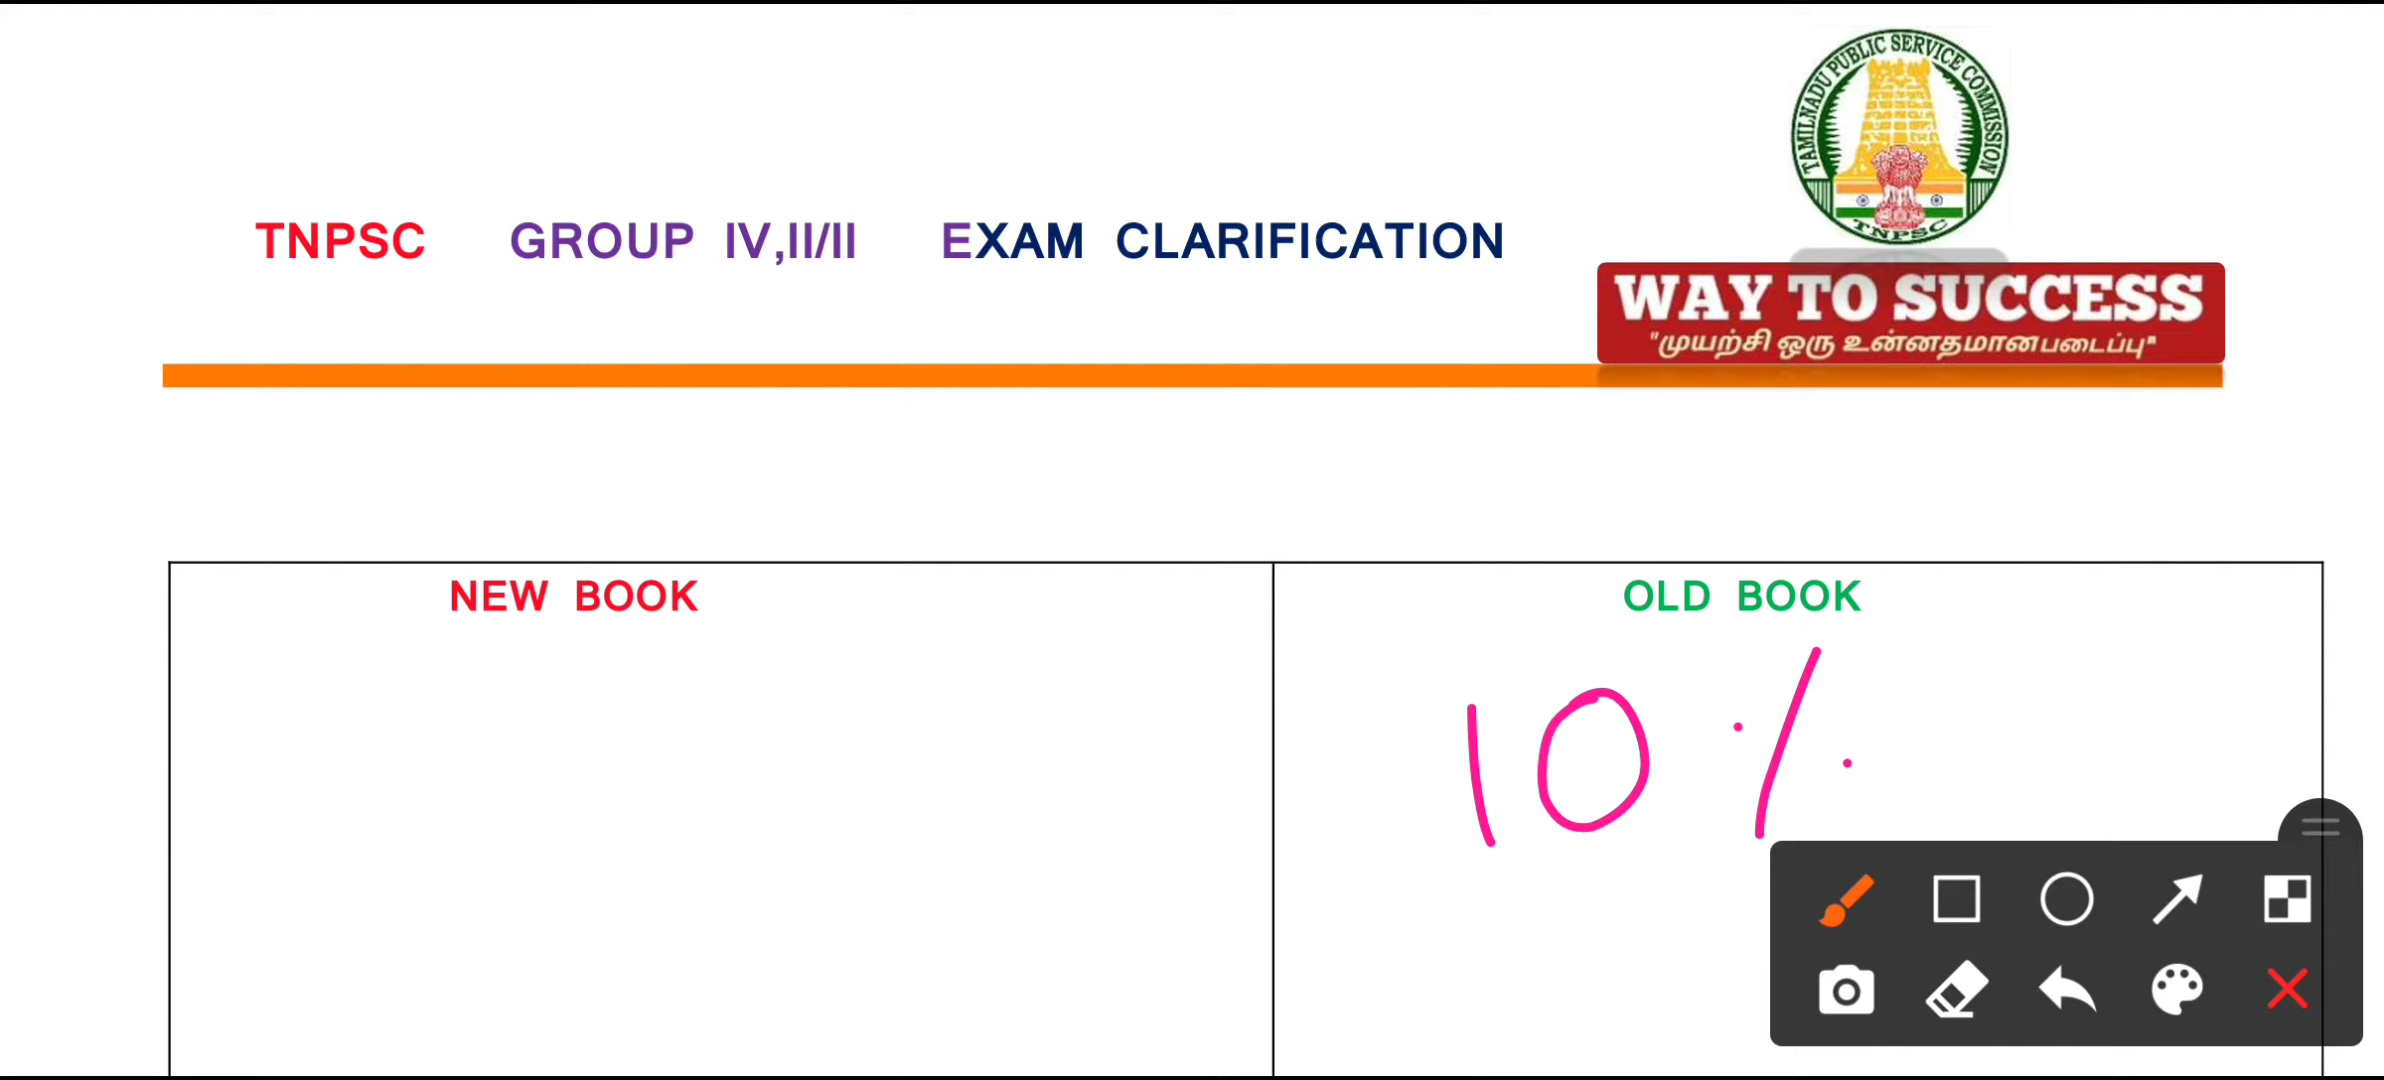 TAMILNADU PUBLIC SERVICE COMMISSION
TNPSC
TNPSC GROUP IV,II/II EXAM CLARIFICATION
WAY TO SUCCESS
"முயற்சி ஒரு உன்னதமான படைப்பு"
NEW BOOK
OLD BOOK
10 %